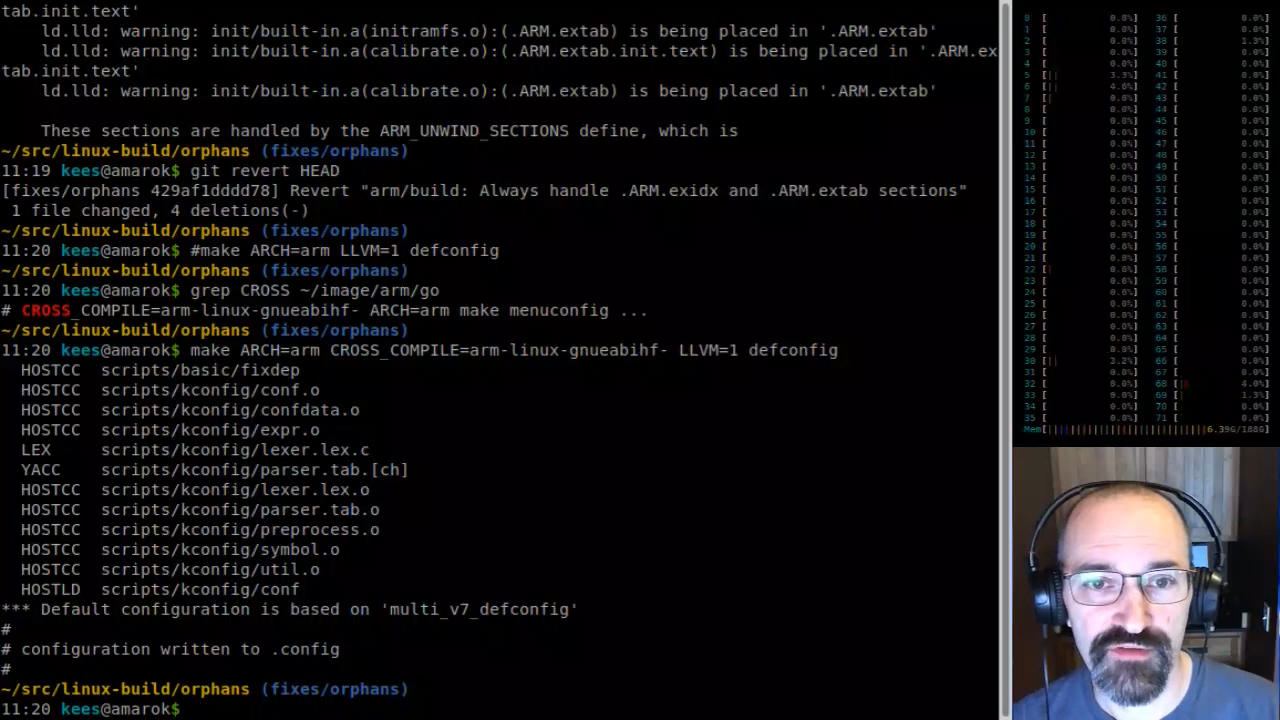 tab.init.text'
    ld.lld: warning: init/built-in.a(initramfs.o):(.ARM.extab) is being placed in '.ARM.extab'
    ld.lld: warning: init/built-in.a(calibrate.o):(.ARM.extab.init.text) is being placed in '.ARM.ex
tab.init.text'
    ld.lld: warning: init/built-in.a(calibrate.o):(.ARM.extab) is being placed in '.ARM.extab'
    These sections are handled by the ARM_UNWIND_SECTIONS define, which is
~/src/linux-build/orphans (fixes/orphans)
11:19 kees@amarok$ git revert HEAD
[fixes/orphans 429af1dddd78] Revert "arm/build: Always handle .ARM.exidx and .ARM.extab sections"
 1 file changed, 4 deletions(-)
~/src/linux-build/orphans (fixes/orphans)
11:20 kees@amarok$ #make ARCH=arm LLVM=1 defconfig
~/src/linux-build/orphans (fixes/orphans)
11:20 kees@amarok$ grep CROSS ~/image/arm/go
# CROSS_COMPILE=arm-linux-gnueabihf- ARCH=arm make menuconfig ...
~/src/linux-build/orphans (fixes/orphans)
11:20 kees@amarok$ make ARCH=arm CROSS_COMPILE=arm-linux-gnueabihf- LLVM=1 defconfig
  HOSTCC  scripts/basic/fixdep
  HOSTCC  scripts/kconfig/conf.o
  HOSTCC  scripts/kconfig/confdata.o
  HOSTCC  scripts/kconfig/expr.o
  LEX     scripts/kconfig/lexer.lex.c
  YACC    scripts/kconfig/parser.tab.[ch]
  HOSTCC  scripts/kconfig/lexer.lex.o
  HOSTCC  scripts/kconfig/parser.tab.o
  HOSTCC  scripts/kconfig/preprocess.o
  HOSTCC  scripts/kconfig/symbol.o
  HOSTCC  scripts/kconfig/util.o
  HOSTLD  scripts/kconfig/conf
*** Default configuration is based on 'multi_v7_defconfig'
#
# configuration written to .config
#
~/src/linux-build/orphans (fixes/orphans)
11:20 kees@amarok$
Mem 6.39G/188G